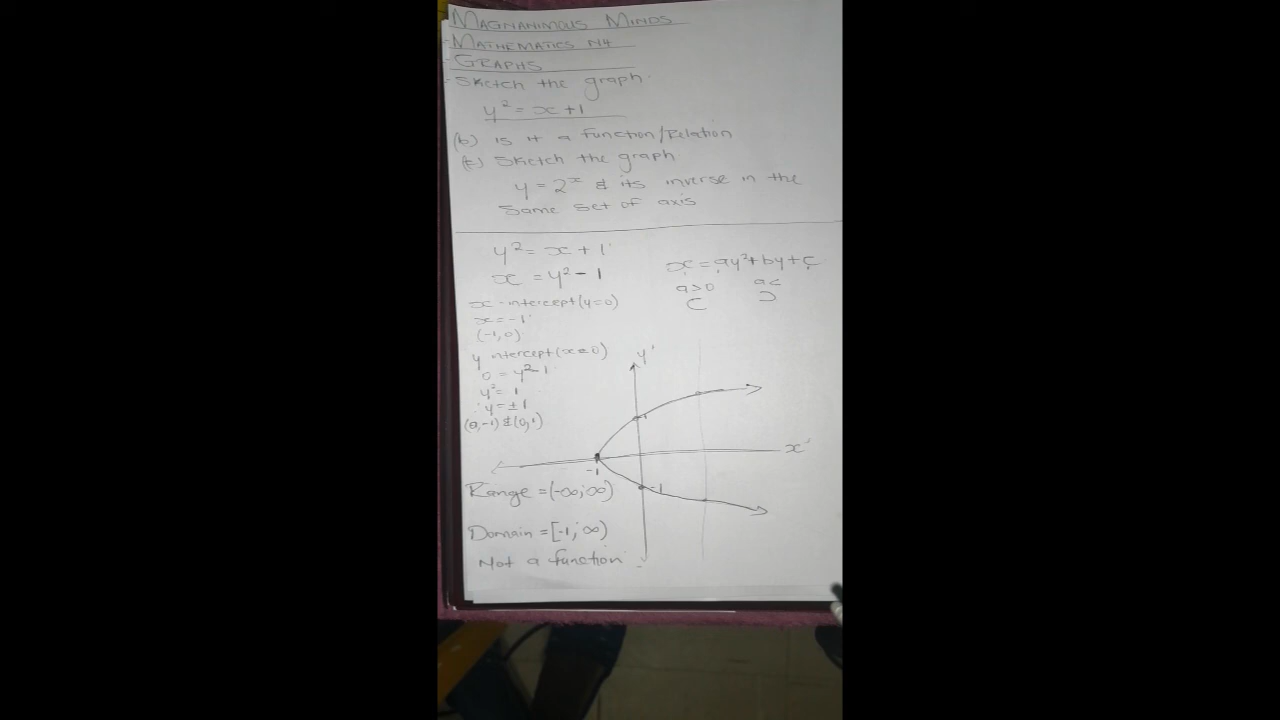 MAGNANIMOUS MINDS
MATHEMATICS N4
GRAPHS
Sketch the graph
y² = x+1
(b) is it a function/Relation
(c) Sketch the graph
y = 2ˣ & its inverse in the
same set of axis
y² = x + 1
x = y² - 1
x = ay² + by + c
a>0 a<
⊂ ⊃
x -intercept (y=0)
x = -1
(-1,0)
y intercept (x=0)
0 = y² - 1
y² = 1
∴ y = ±1
(0,-1) & (0,1)
y
1
x
-1
-1
Range = (-∞;∞)
Domain = [-1;∞)
Not a function